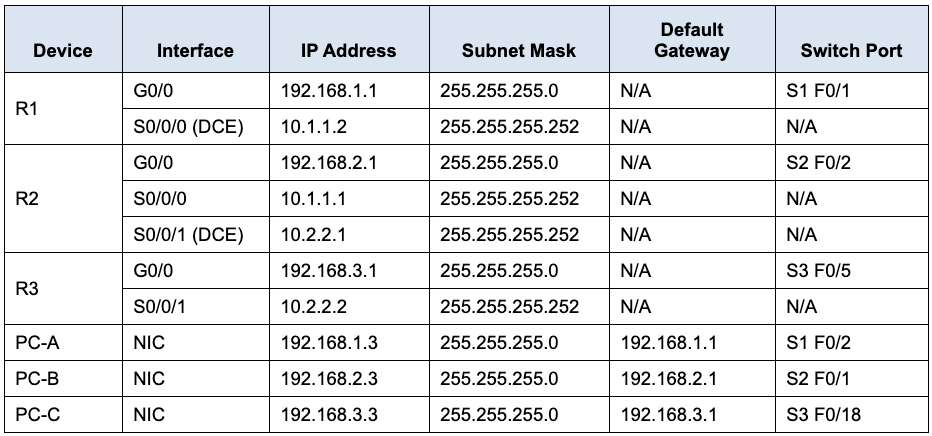 Device Interface IP Address Subnet Mask Default Gateway Switch Port
R1 G0/0 192.168.1.1 255.255.255.0 N/A S1 F0/1
S0/0/0 (DCE) 10.1.1.2 255.255.255.252 N/A N/A
R2 G0/0 192.168.2.1 255.255.255.0 N/A S2 F0/2
S0/0/0 10.1.1.1 255.255.255.252 N/A N/A
S0/0/1 (DCE) 10.2.2.1 255.255.255.252 N/A N/A
R3 G0/0 192.168.3.1 255.255.255.0 N/A S3 F0/5
S0/0/1 10.2.2.2 255.255.255.252 N/A N/A
PC-A NIC 192.168.1.3 255.255.255.0 192.168.1.1 S1 F0/2
PC-B NIC 192.168.2.3 255.255.255.0 192.168.2.1 S2 F0/1
PC-C NIC 192.168.3.3 255.255.255.0 192.168.3.1 S3 F0/18